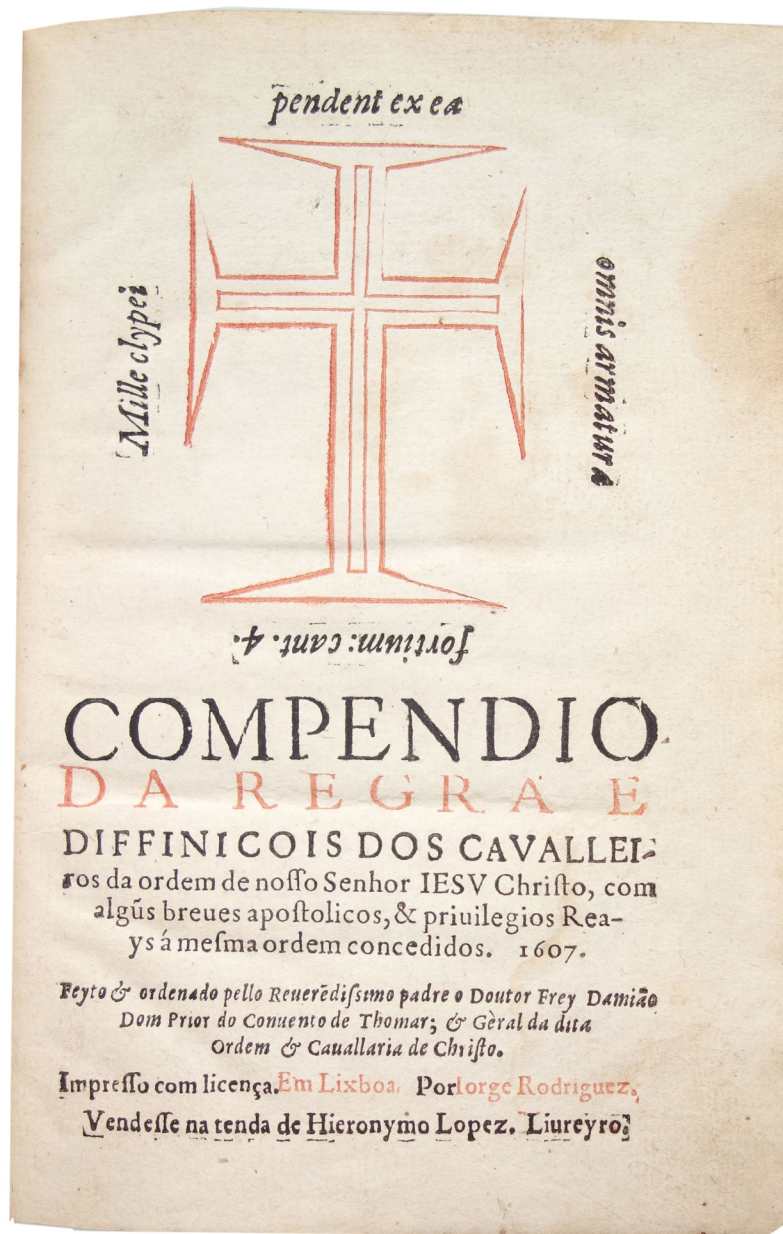 Mille clypei
pendent ex ea
omnis armatura
fortium: cant. 4.
COMPENDIO
DA REGRA E
DIFFINICOIS DOS CAVALLEI-
ros da ordem de noſſo Senhor IESV Chriſto, com
algũs breues apoſtolicos, & priuilegios Rea-
ys á meſma ordem concedidos. 1607.
Feyto & ordenado pello Reuerẽdiſsimo padre o Doutor Frey Damião
Dom Prior do Conuento de Thomar; & Gèral da dita
Ordem & Cauallaria de Chriſto.
Impreſſo com licença. Em Lixboa. Por Iorge Rodriguez.
Vendeſſe na tenda de Hieronymo Lopez. Liureyro.